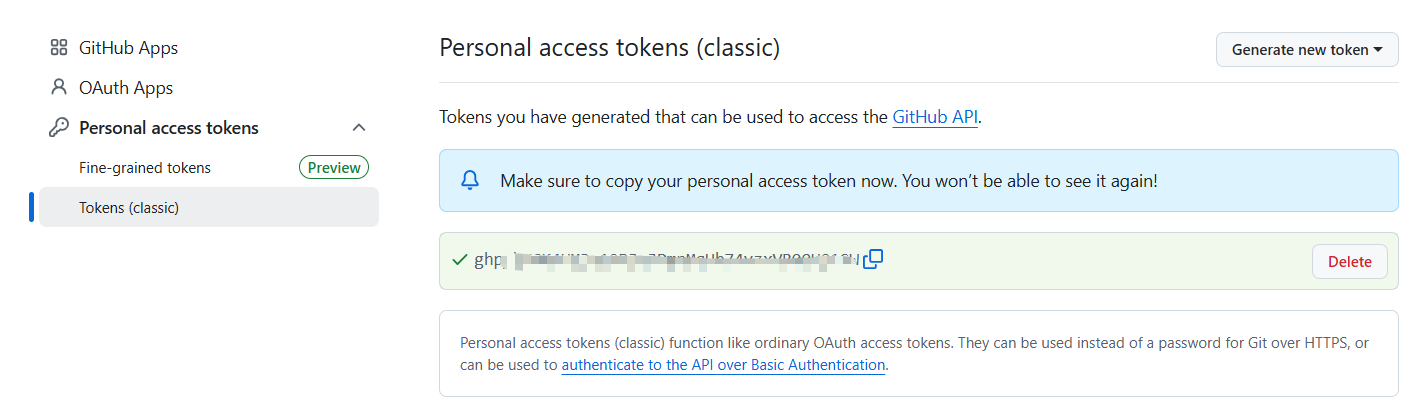 GitHub Apps
OAuth Apps
Personal access tokens
Fine-grained tokens
Preview
Tokens (classic)
Personal access tokens (classic)
Generate new token
Tokens you have generated that can be used to access the GitHub API.
Make sure to copy your personal access token now. You won't be able to see it again!
ghp
Delete
Personal access tokens (classic) function like ordinary OAuth access tokens. They can be used instead of a password for Git over HTTPS, or
can be used to authenticate to the API over Basic Authentication.